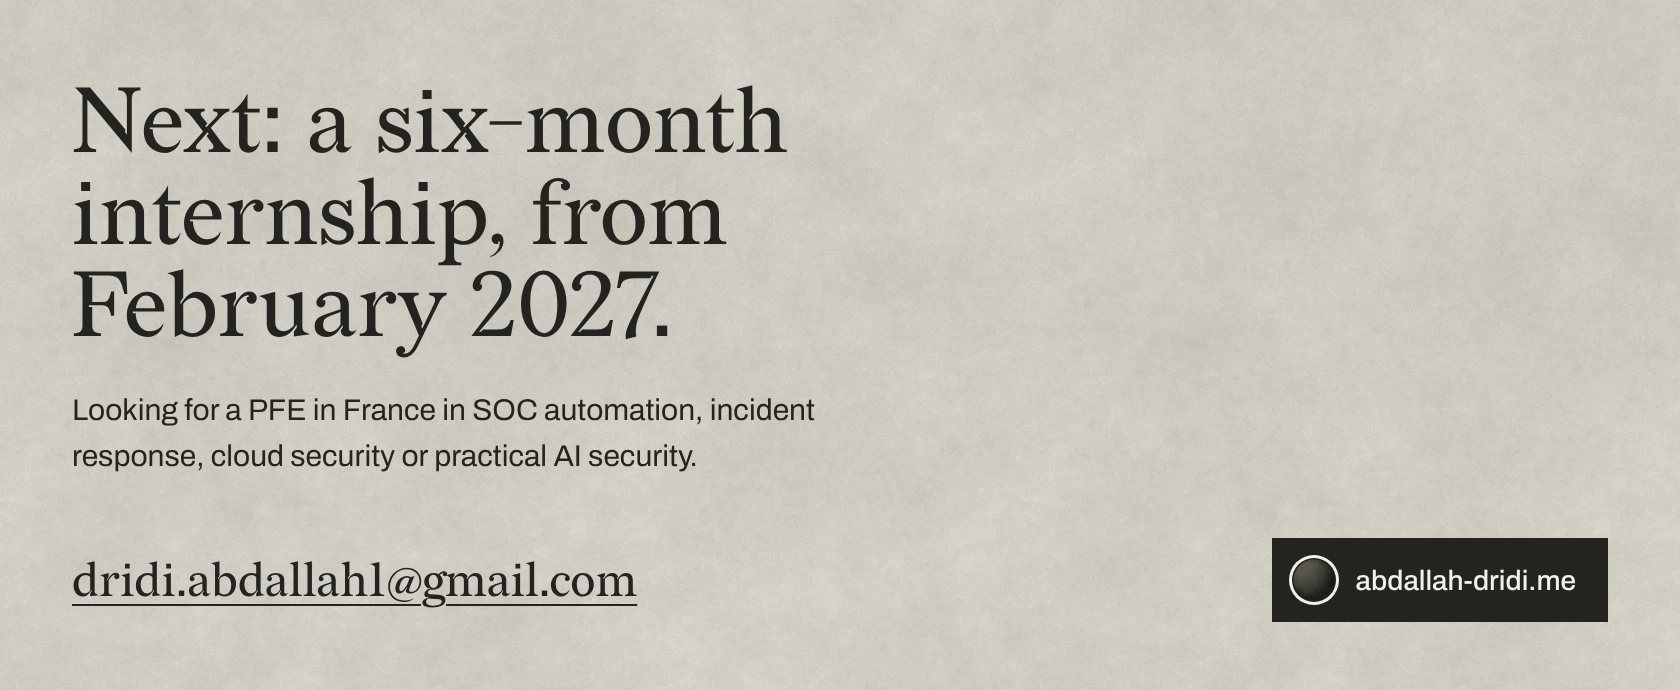 Next: a six-month
internship, from
February 2027.
Looking for a PFE in France in SOC automation, incident
response, cloud security or practical AI security.
dridi.abdallah1@gmail.com
abdallah-dridi.me